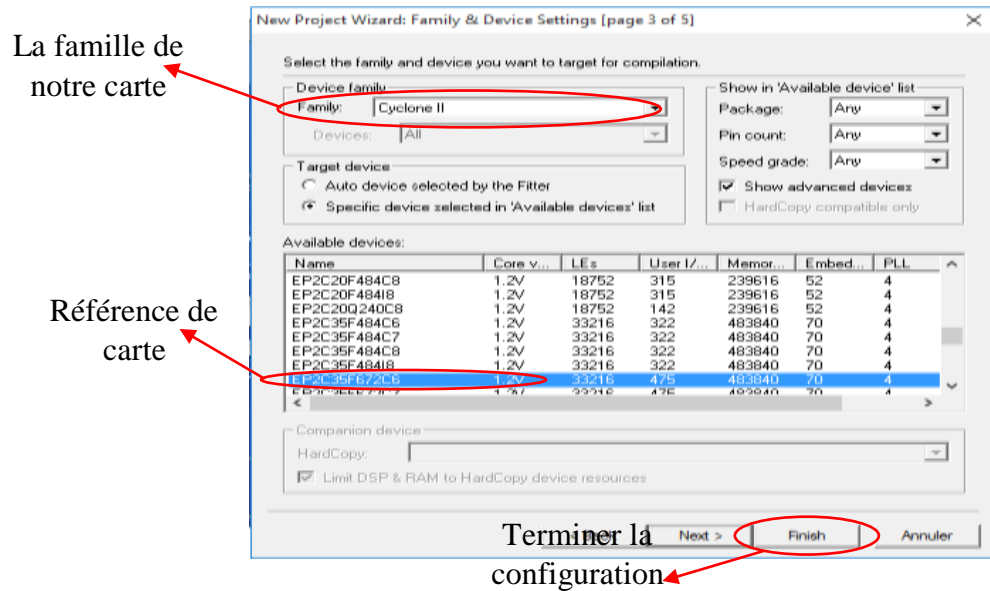 New Project Wizard: Family & Device Settings [page 3 of 5]
La famille de
notre carte
Select the family and device you want to target for compilation.
Device family
Family: Cyclone II
Devices: All
Show in 'Available device' list
Package: Any
Pin count: Any
Speed grade: Any
Show advanced devices
HardCopy compatible only
Target device
Auto device selected by the Fitter
Specific device selected in 'Available devices' list
Available devices:
Name Core v... LEs User I/... Memor... Embed... PLL
EP2C20F484C8 1.2V 18752 315 239616 52 4
EP2C20F484I8 1.2V 18752 315 239616 52 4
EP2C20Q240C8 1.2V 18752 142 239616 52 4
EP2C35F484C6 1.2V 33216 322 483840 70 4
EP2C35F484C7 1.2V 33216 322 483840 70 4
EP2C35F484C8 1.2V 33216 322 483840 70 4
EP2C35F484I8 1.2V 33216 322 483840 70 4
EP2C35F672C6 1.2V 33216 475 483840 70 4
EP2C35F672C7 1.2V 33216 475 483840 70 4
Référence de
carte
Companion device
HardCopy:
Limit DSP & RAM to HardCopy device resources
Next > Finish Annuler
Terminer la
configuration